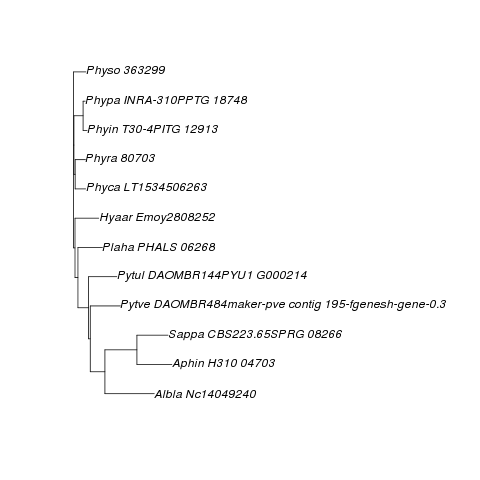 Physo 363299
Phypa INRA-310PPTG 18748
Phyin T30-4PITG 12913
Phyra 80703
Phyca LT1534506263
Hyaar Emoy2808252
Plaha PHALS 06268
Pytul DAOMBR144PYU1 G000214
Pytve DAOMBR484maker-pve contig 195-fgenesh-gene-0.3
Sappa CBS223.65SPRG 08266
Aphin H310 04703
Albla Nc14049240